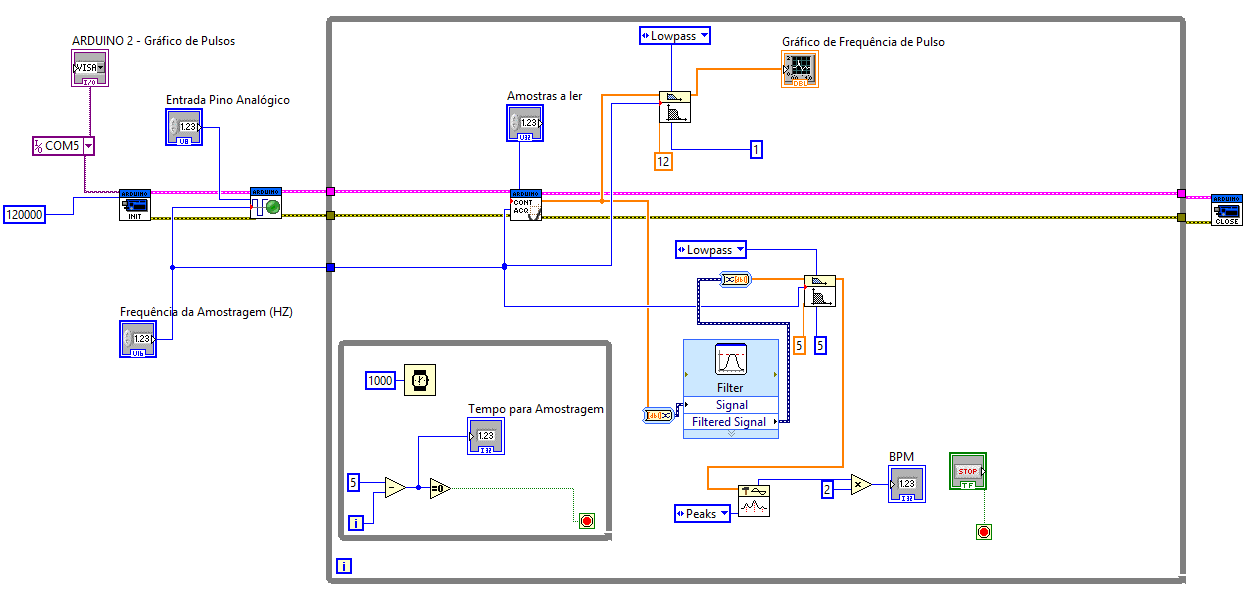 ARDUINO 2 - Gráfico de Pulsos
VISA
I/O
COM5
Entrada Pino Analógico
1.23
U8
120000
ARDUINO
INIT
ARDUINO
Frequência da Amostragem (HZ)
1.23
U16
Lowpass
Gráfico de Frequência de Pulso
DBL
Amostras a ler
1.23
U32
12
1
ARDUINO
CONT
ACQ
ARDUINO
CLOSE
Lowpass
5
5
Filter
Signal
Filtered Signal
1000
Tempo para Amostragem
1.23
I32
5
-
=0
i
Peaks
2
x
BPM
1.23
I32
STOP
TF
i